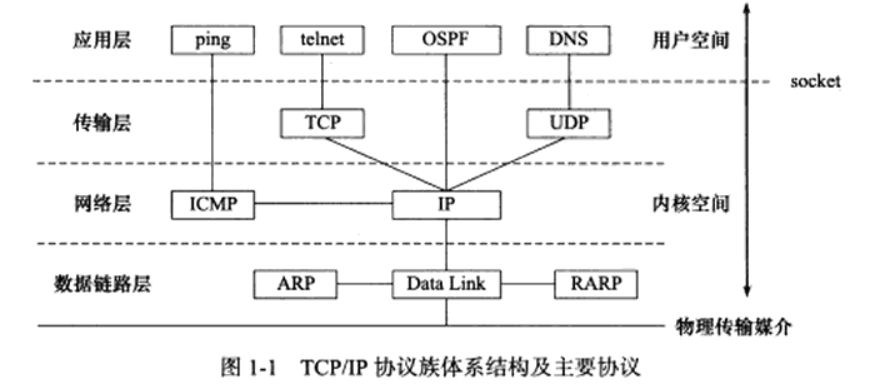 应用层 ping telnet OSPF DNS 用户空间
socket
传输层 TCP UDP
网络层 ICMP IP 内核空间
数据链路层 ARP Data Link RARP
物理传输媒介
图 1-1 TCP/IP 协议族体系结构及主要协议